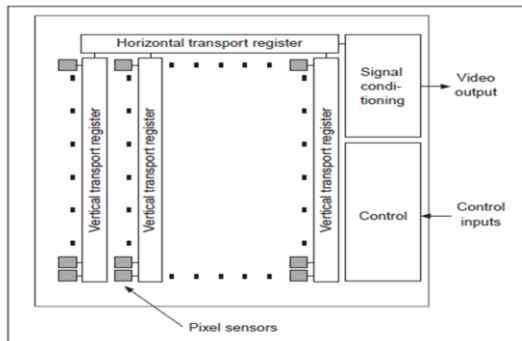 Horizontal transport register
Signal
condi-
tioning
Video
output
Vertical transport register
Vertical transport register
Vertical transport register
Control
Control
inputs
Pixel sensors